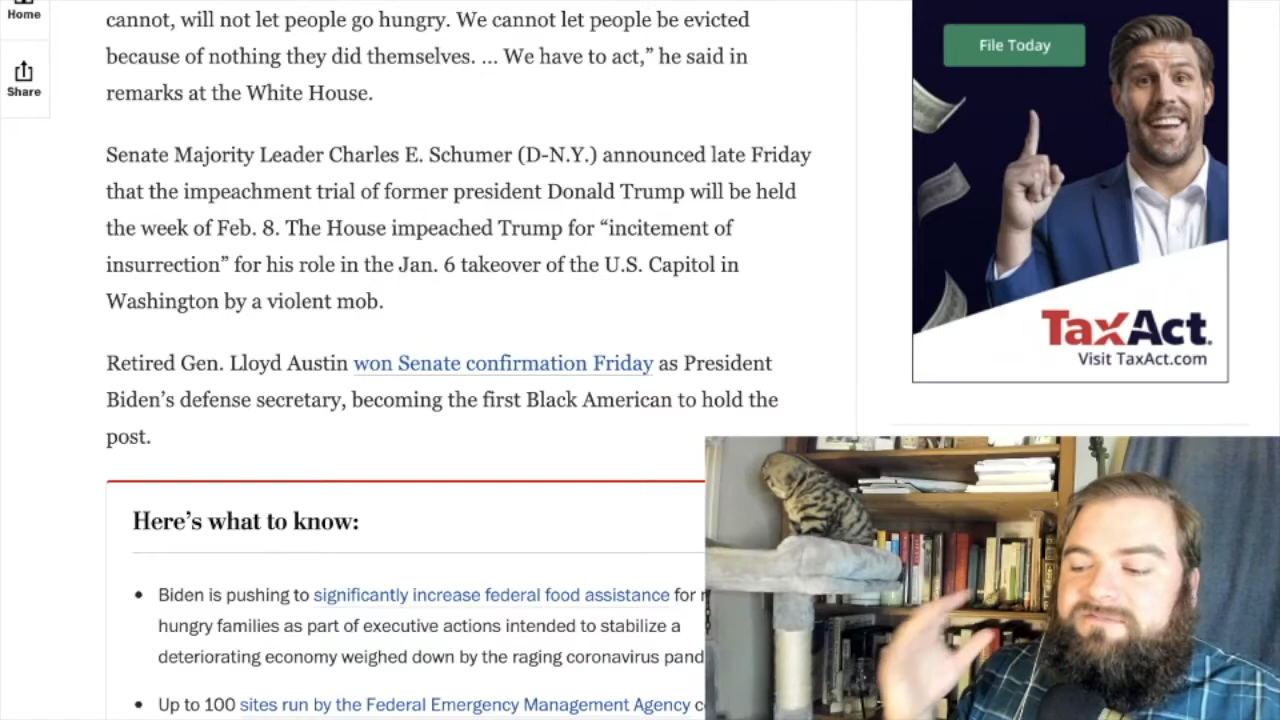 Home
Share
cannot, will not let people go hungry. We cannot let people be evicted
because of nothing they did themselves. ... We have to act,” he said in
remarks at the White House.
Senate Majority Leader Charles E. Schumer (D-N.Y.) announced late Friday
that the impeachment trial of former president Donald Trump will be held
the week of Feb. 8. The House impeached Trump for “incitement of
insurrection” for his role in the Jan. 6 takeover of the U.S. Capitol in
Washington by a violent mob.
Retired Gen. Lloyd Austin won Senate confirmation Friday as President
Biden’s defense secretary, becoming the first Black American to hold the
post.
Here’s what to know:
• Biden is pushing to significantly increase federal food assistance for
hungry families as part of executive actions intended to stabilize a
deteriorating economy weighed down by the raging coronavirus pand
• Up to 100 sites run by the Federal Emergency Management Agency
File Today
TaxAct.
Visit TaxAct.com